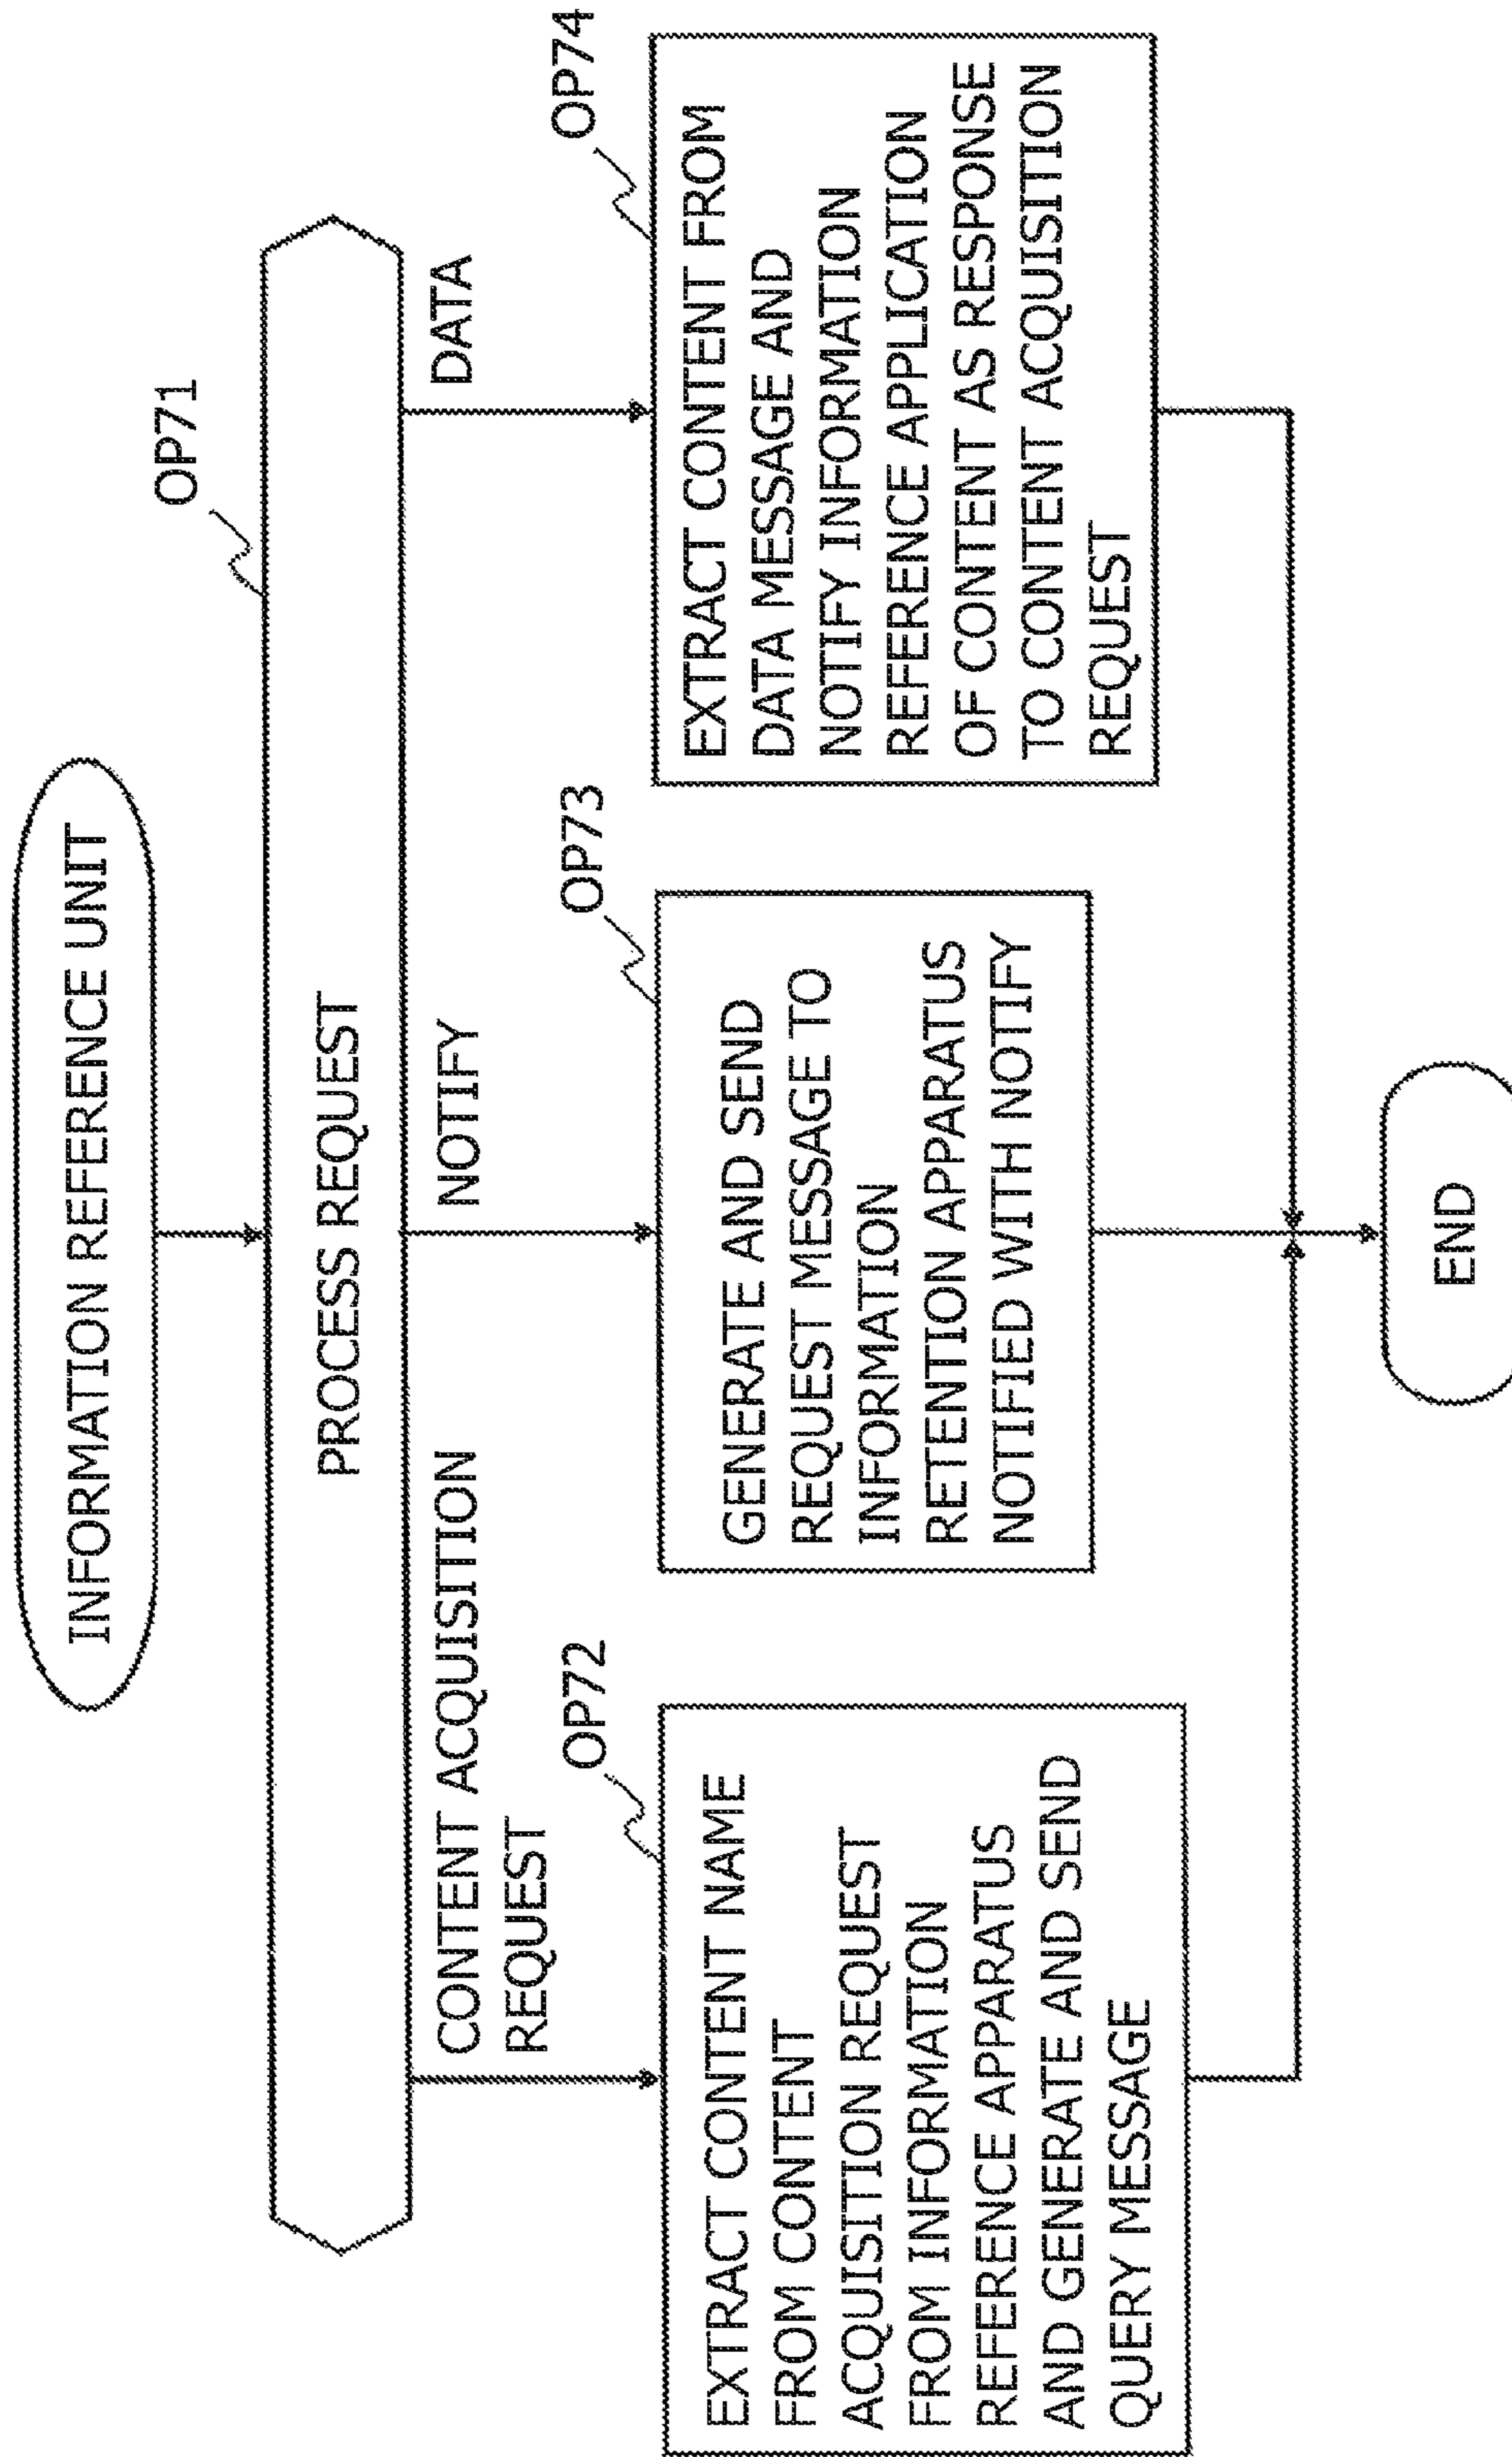 INFORMATION REFERENCE UNIT
OP71
PROCESS REQUEST
CONTENT ACQUISITION
REQUEST
NOTIFY
DATA
OP72
EXTRACT CONTENT NAME
FROM CONTENT
ACQUISITION REQUEST
FROM INFORMATION
REFERENCE APPARATUS
AND GENERATE AND SEND
QUERY MESSAGE
OP73
GENERATE AND SEND
REQUEST MESSAGE TO
INFORMATION
RETENTION APPARATUS
NOTIFIED WITH NOTIFY
OP74
EXTRACT CONTENT FROM
DATA MESSAGE AND
NOTIFY INFORMATION
REFERENCE APPLICATION
OF CONTENT AS RESPONSE
TO CONTENT ACQUISITION
REQUEST
END